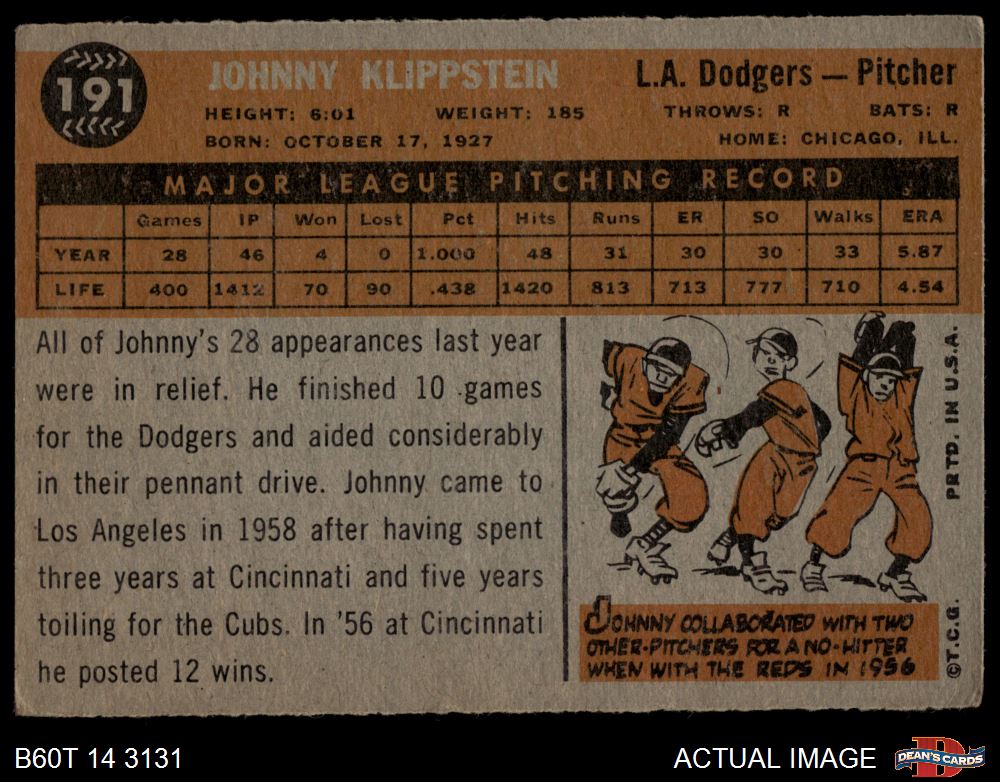 191
JOHNNY KLIPPSTEIN
L.A. Dodgers — Pitcher
HEIGHT: 6:01 WEIGHT: 185 THROWS: R BATS: R
BORN: OCTOBER 17, 1927 HOME: CHICAGO, ILL.
MAJOR LEAGUE PITCHING RECORD
Games IP Won Lost Pct Hits Runs ER SO Walks ERA
YEAR 28 46 4 0 1.000 48 31 30 30 33 5.87
LIFE 400 1412 70 90 .438 1420 813 713 777 710 4.54
All of Johnny's 28 appearances last year
were in relief. He finished 10 games
for the Dodgers and aided considerably
in their pennant drive. Johnny came to
Los Angeles in 1958 after having spent
three years at Cincinnati and five years
toiling for the Cubs. In '56 at Cincinnati
he posted 12 wins.
JOHNNY COLLABORATED WITH TWO
OTHER-PITCHERS FOR A NO-HITTER
WHEN WITH THE REDS IN 1956
©T.C.G. PRTD. IN U.S.A.
B60T 14 3131
ACTUAL IMAGE
D
DEAN'S CARDS